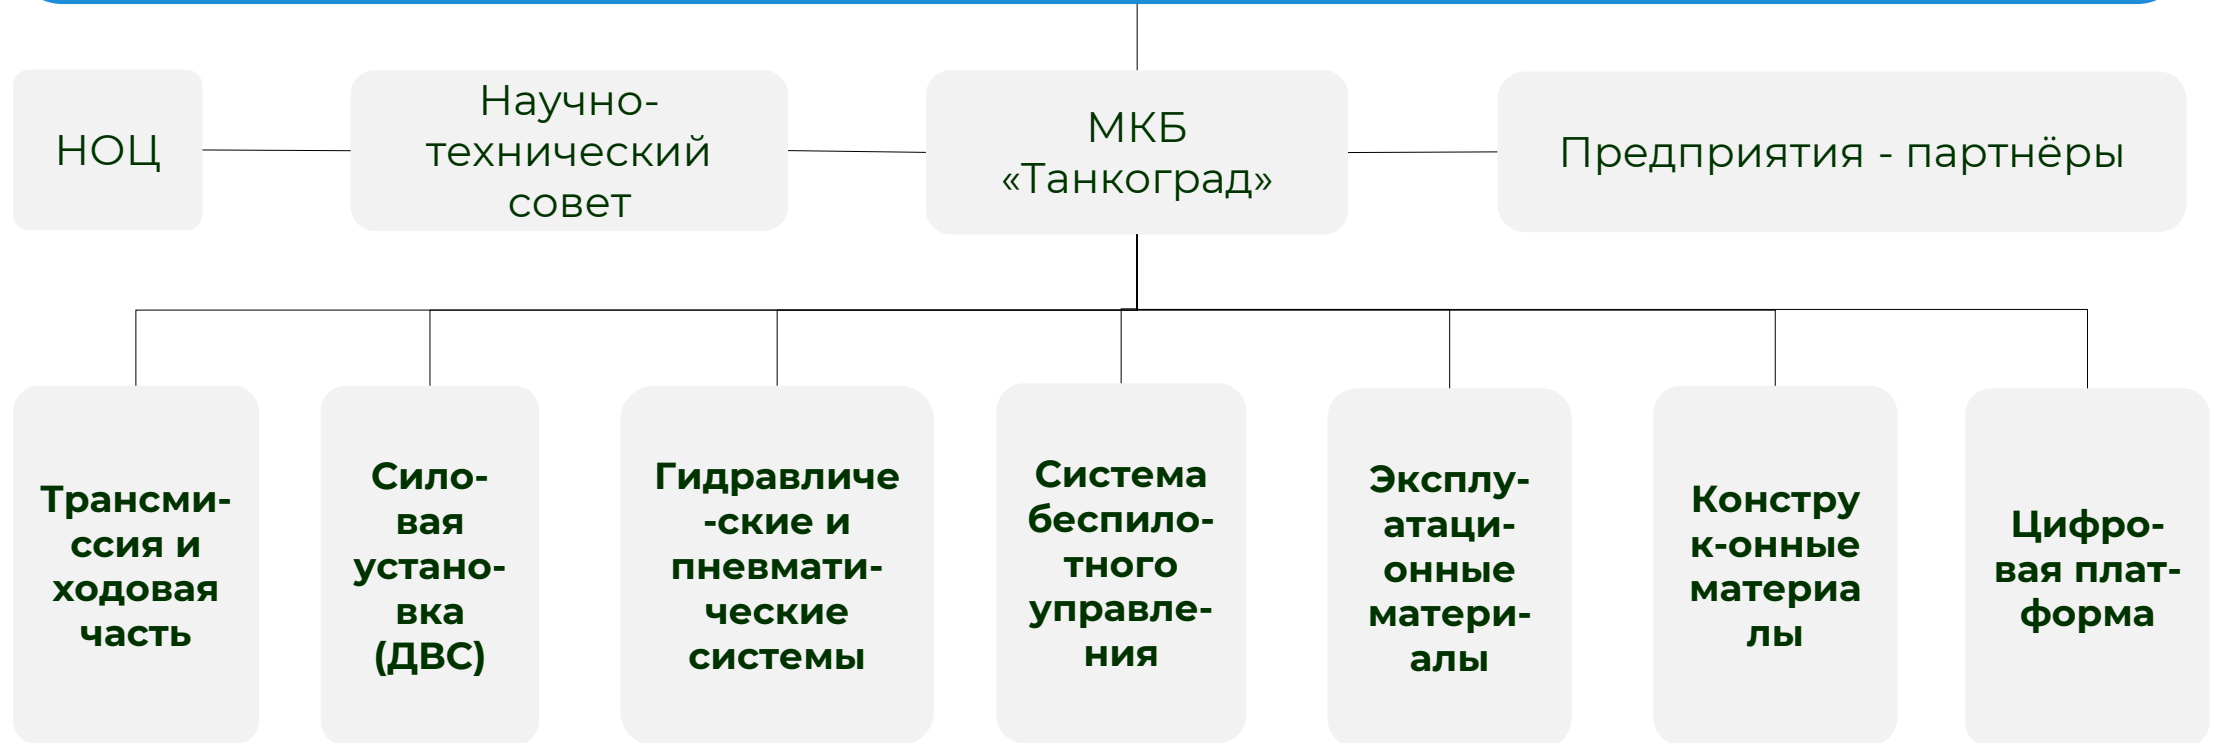 НОЦ
Научно-
технический
совет
МКБ
«Танкоград»
Предприятия - партнёры
Трансми-
ссия и
ходовая
часть
Сило-
вая
устано-
вка
(ДВС)
Гидравличе
-ские и
пневмати-
ческие
системы
Система
беспило-
тного
управле-
ния
Эксплу-
атаци-
онные
матери-
алы
Констру
к-онные
материа
лы
Цифро-
вая плат-
форма